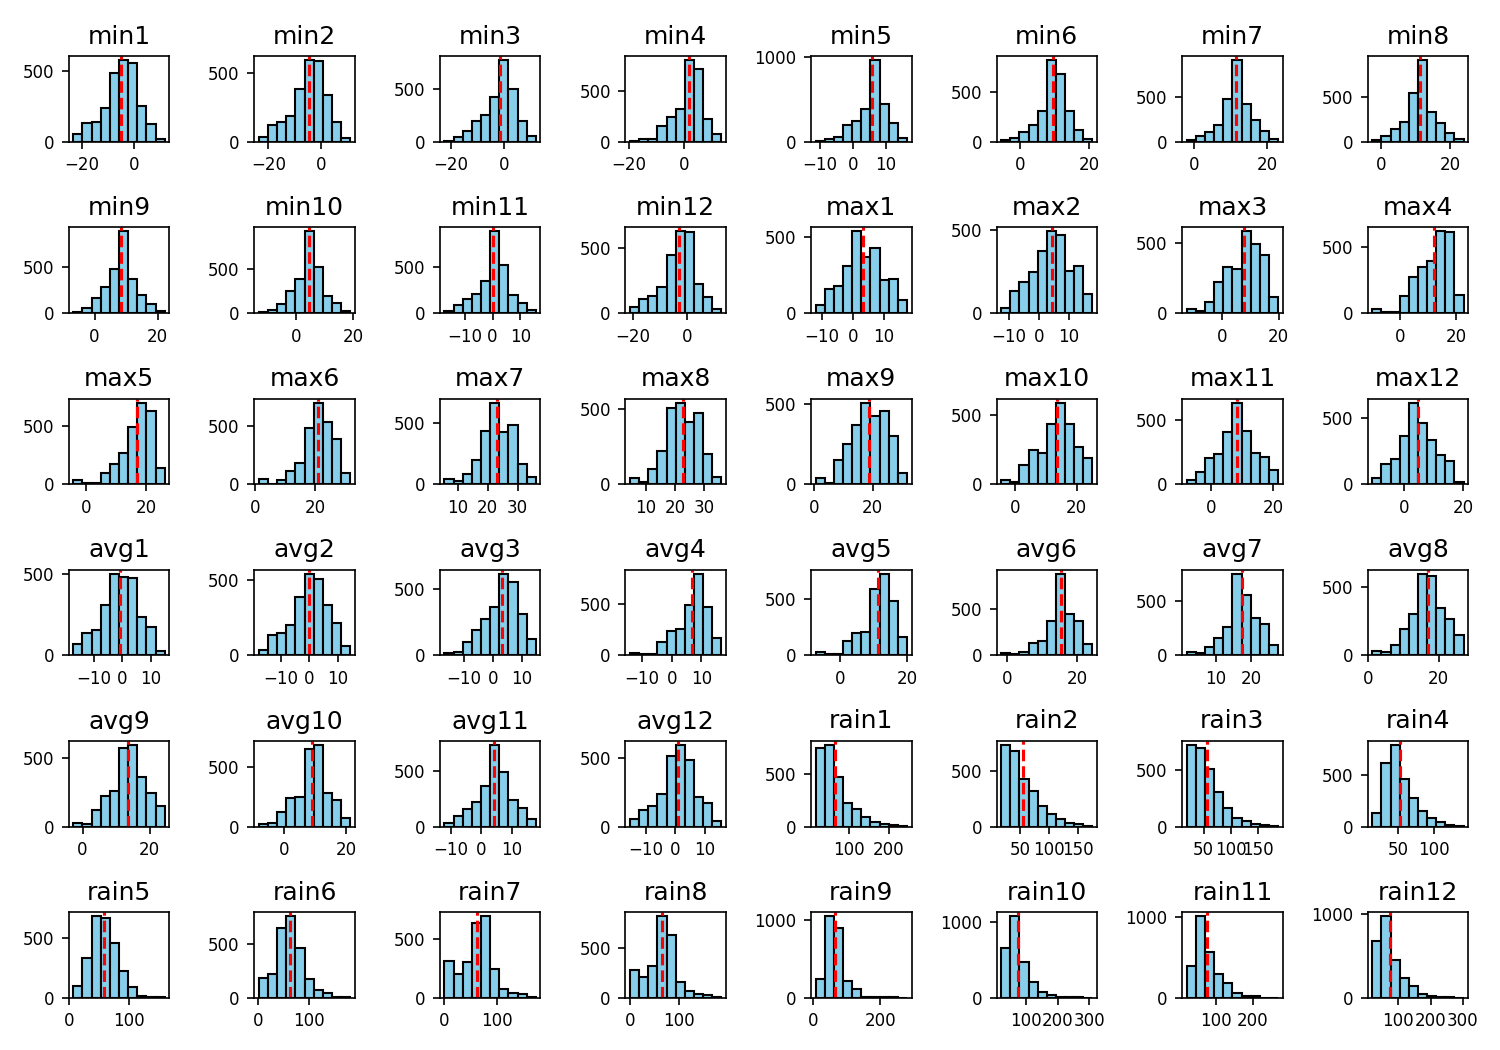 min1 min2 min3 min4 min5 min6 min7 min8
500 500 500 500 1000 500 500 500
0 0 0 0 0 0 0 0
−20 0 −20 0 −20 0 −20 0 −10 0 10 0 20 0 20 0 20
min9 min10 min11 min12 max1 max2 max3 max4
500 500 500 500 500 500 500 500
0 0 0 0 0 0 0 0
0 20 0 20 −10 0 10 −20 0 −10 0 10 −10 0 10 0 20 0 20
max5 max6 max7 max8 max9 max10 max11 max12
500 500 500 500 500 500 500 500
0 0 0 0 0 0 0 0
0 20 0 20 10 20 30 10 20 30 0 20 0 20 0 20 0 20
avg1 avg2 avg3 avg4 avg5 avg6 avg7 avg8
500 500 500 500 500 500 500 500
0 0 0 0 0 0 0 0
−10 0 10 −10 0 10 −10 0 10 −10 0 10 0 20 0 20 10 20 0 20
avg9 avg10 avg11 avg12 rain1 rain2 rain3 rain4
500 500 500 500 500 500 500 500
0 0 0 0 0 0 0 0
0 20 0 20 −10 0 10 −10 0 10 100 200 50 100 150 50 100 150 50 100
rain5 rain6 rain7 rain8 rain9 rain10 rain11 rain12
500 500 500 500 1000 1000 1000 1000
0 0 0 0 0 0 0 0
0 100 0 100 0 100 0 100 0 200 100 200 300 100 200 100 200 300